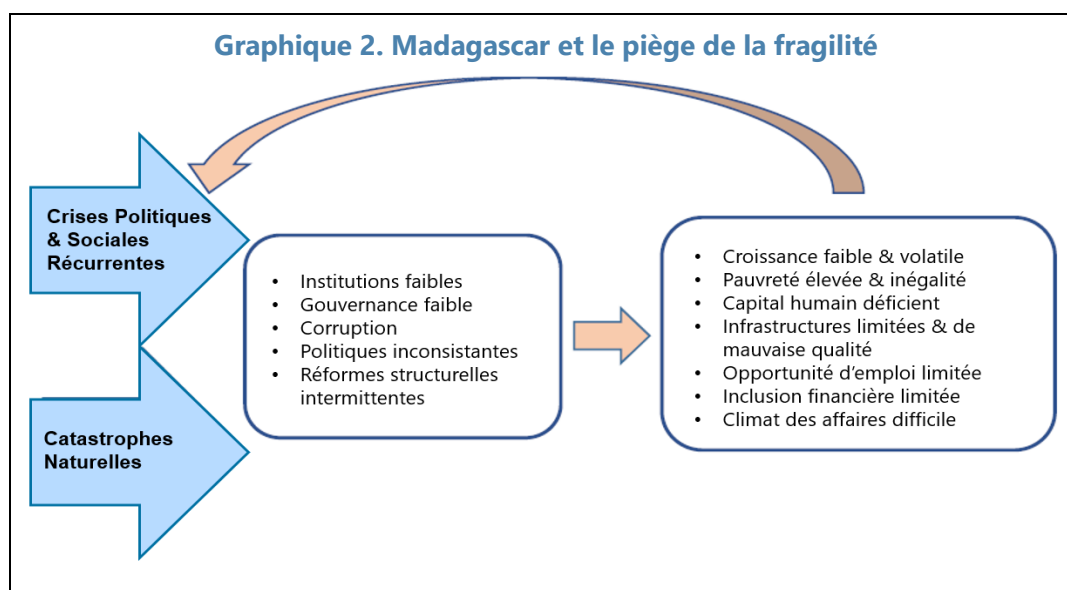 Graphique 2. Madagascar et le piège de la fragilité
Crises Politiques
& Sociales
Récurrentes
Catastrophes
Naturelles
• Institutions faibles
• Gouvernance faible
• Corruption
• Politiques inconsistantes
• Réformes structurelles
intermittentes
• Croissance faible & volatile
• Pauvreté élevée & inégalité
• Capital humain déficient
• Infrastructures limitées & de
mauvaise qualité
• Opportunité d'emploi limitée
• Inclusion financière limitée
• Climat des affaires difficile